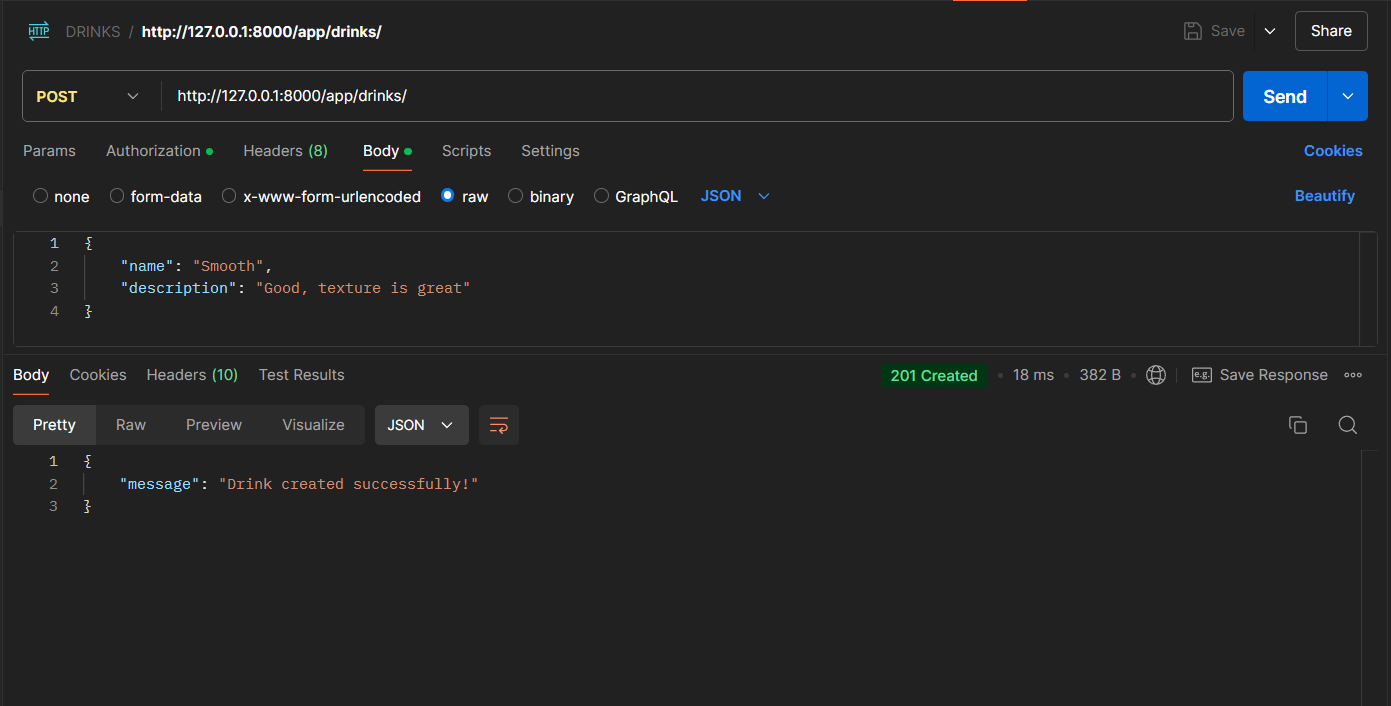 HTTP DRINKS / http://127.0.0.1:8000/app/drinks/ Save Share
POST http://127.0.0.1:8000/app/drinks/ Send
Params Authorization Headers (8) Body Scripts Settings Cookies
none form-data x-www-form-urlencoded raw binary GraphQL JSON Beautify
1 {
2 "name": "Smooth",
3 "description": "Good, texture is great"
4 }
Body Cookies Headers (10) Test Results 201 Created 18 ms 382 B e.g. Save Response
Pretty Raw Preview Visualize JSON
1 {
2 "message": "Drink created successfully!"
3 }